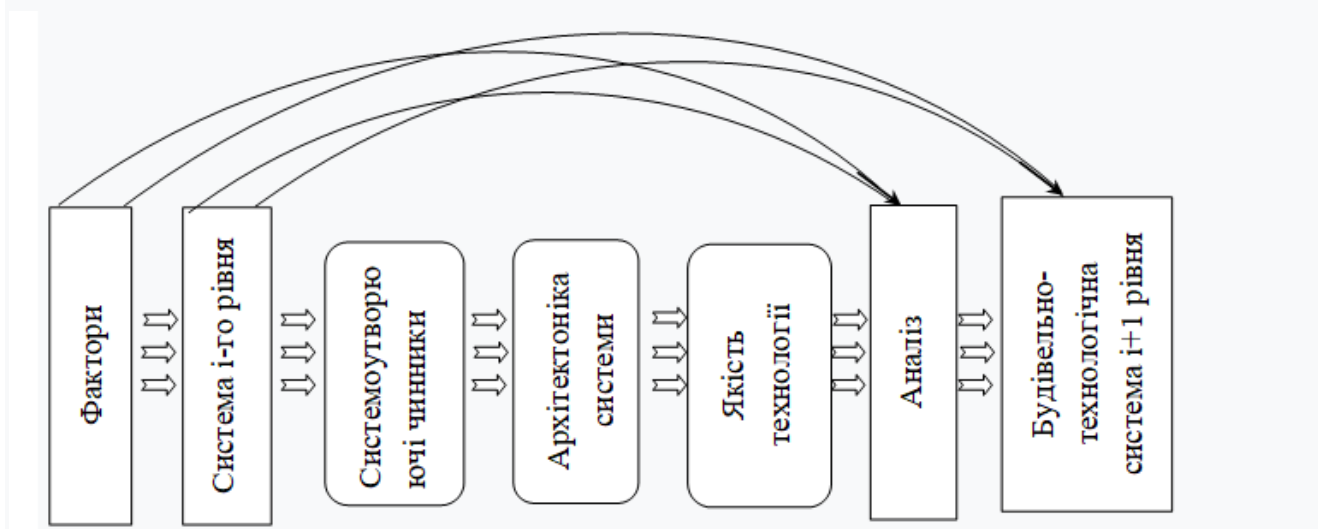 Фактори
Система і-го рівня
Системоутворю
ючі чинники
Архітектоніка
системи
Якість
технології
Аналіз
Будівельно-
технологічна
система і+1 рівня